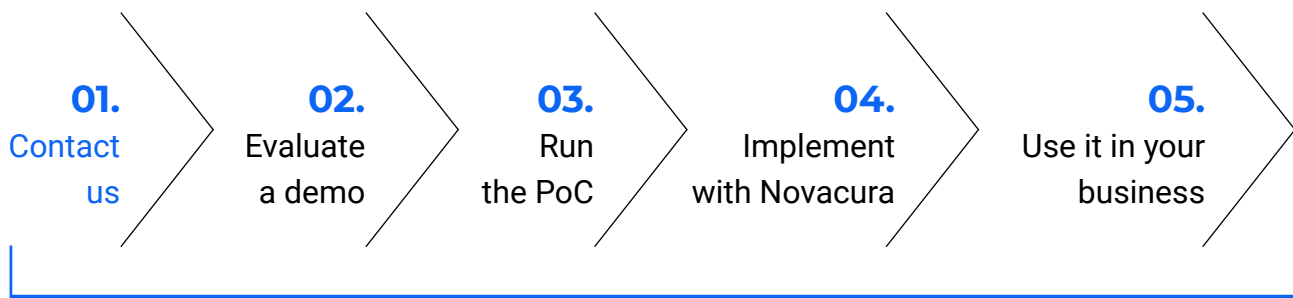 01.
Contact
us
02.
Evaluate
a demo
03.
Run
the PoC
04.
Implement
with Novacura
05.
Use it in your
business